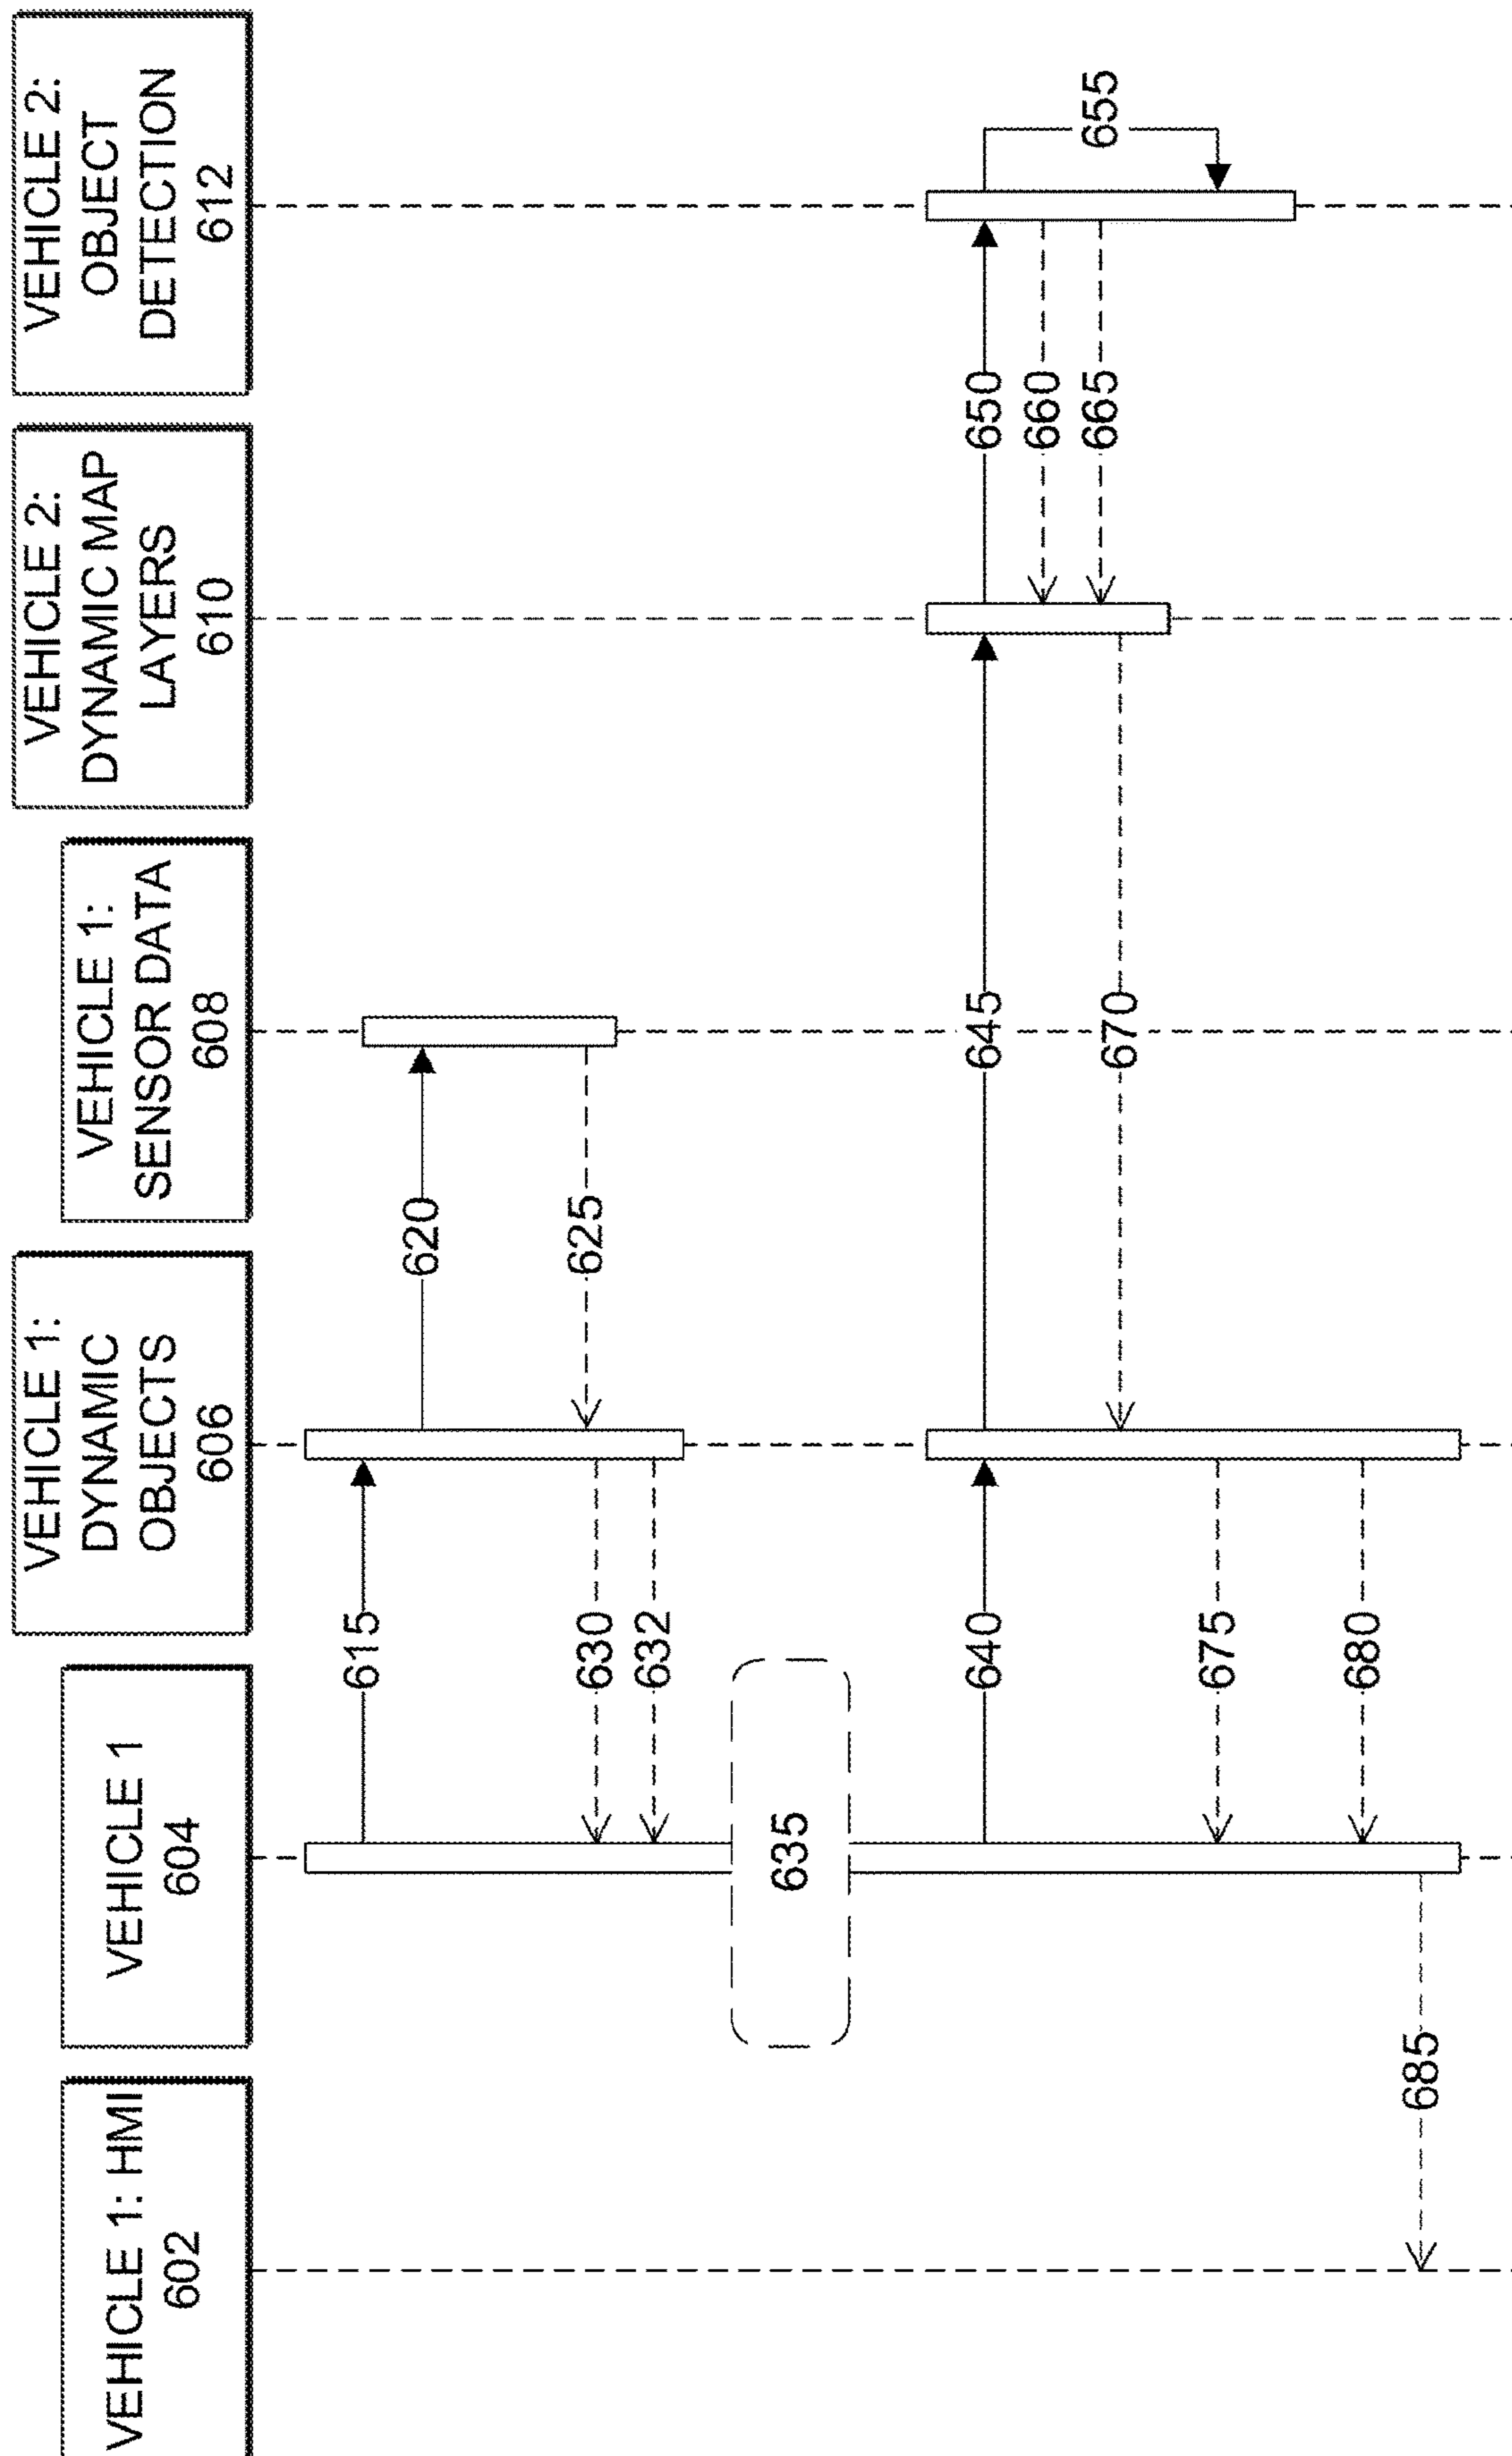 VEHICLE 1: HMI
602
VEHICLE 1
604
VEHICLE 1:
DYNAMIC
OBJECTS
606
VEHICLE 1:
SENSOR DATA
608
VEHICLE 2:
DYNAMIC MAP
LAYERS
610
VEHICLE 2:
OBJECT
DETECTION
612
615
620
625
630
632
635
640
645
650
655
660
665
670
675
680
685